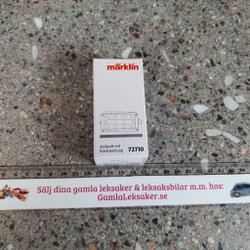 märklin
72710
Sälj dina gamla leksaker & leksaksbilar m.m. hos:
GamlaLeksaker.se